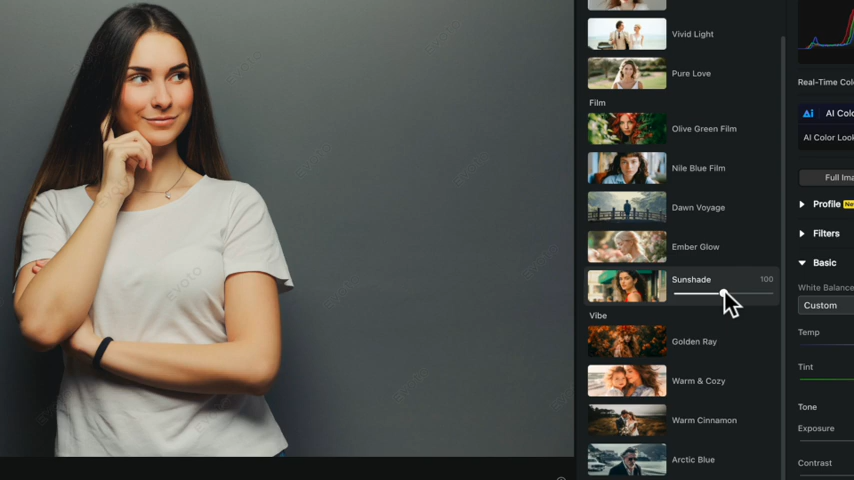 Evoto
Vivid Light
Pure Love
Film
Olive Green Film
Nile Blue Film
Dawn Voyage
Ember Glow
Sunshade 100
Vibe
Golden Ray
Warm & Cozy
Warm Cinnamon
Arctic Blue
Real-Time Colo
Ai AI Colo
AI Color Look
Full Ima
Profile Ne
Filters
Basic
White Balance
Custom
Temp
Tint
Tone
Exposure
Contrast